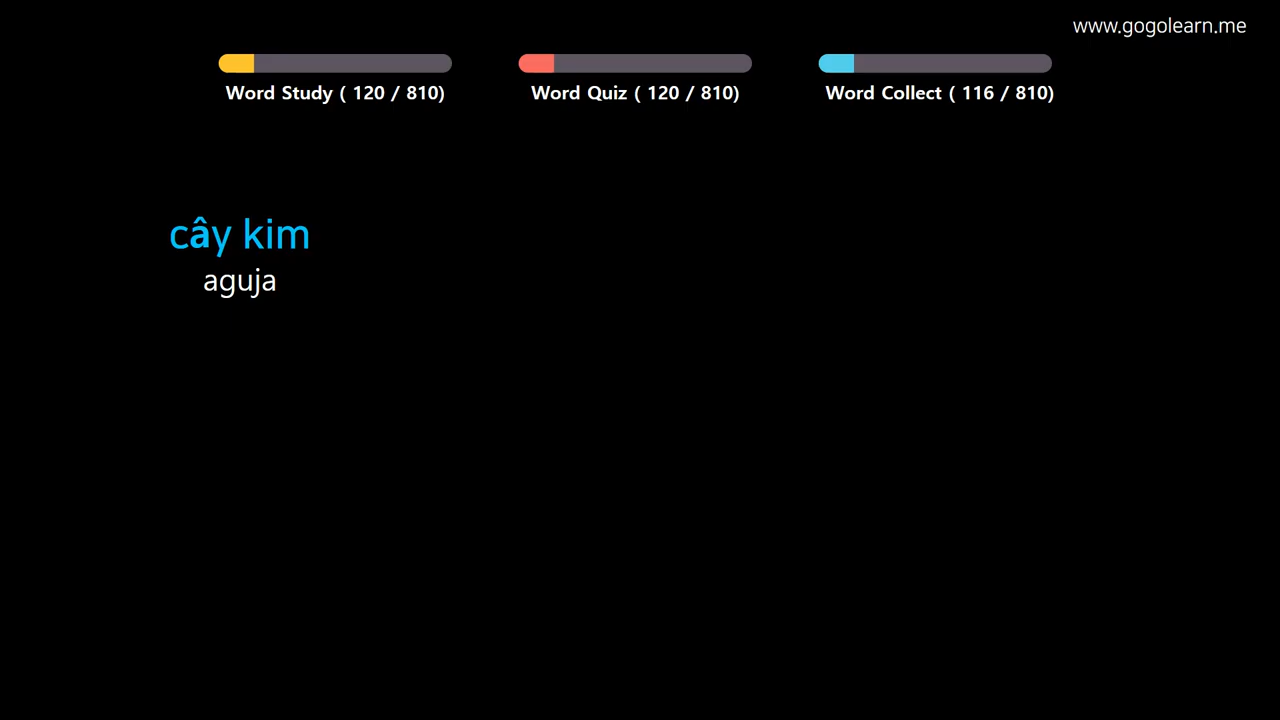 www.gogolearn.me
Word Study ( 120 / 810)
Word Quiz ( 120 / 810)
Word Collect ( 116 / 810)
cây kim
aguja